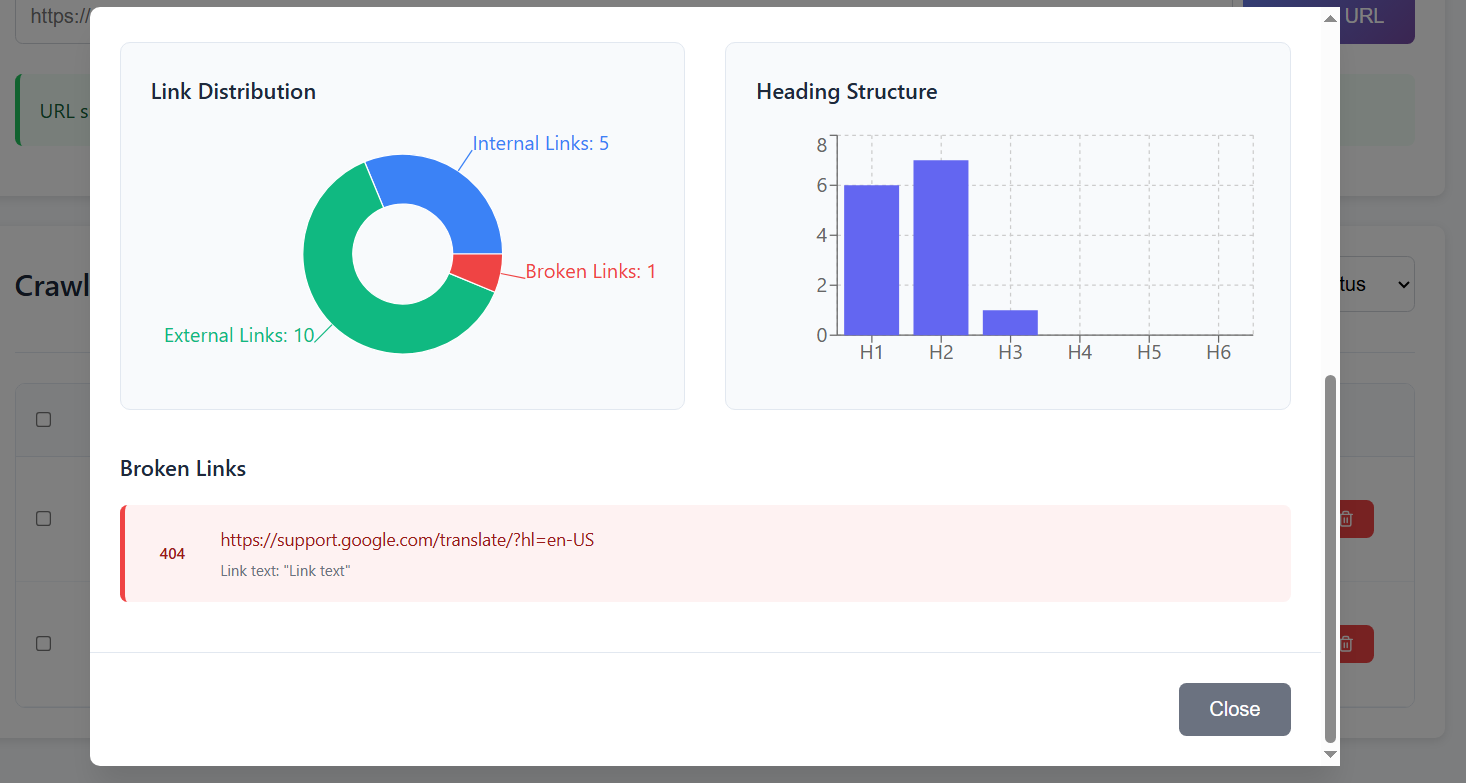 https://
URL
URL s
Link Distribution
Internal Links: 5
Broken Links: 1
External Links: 10
Heading Structure
8
6
4
2
0
H1 H2 H3 H4 H5 H6
Crawl
tus
Broken Links
404
https://support.google.com/translate/?hl=en-US
Link text: "Link text"
Close